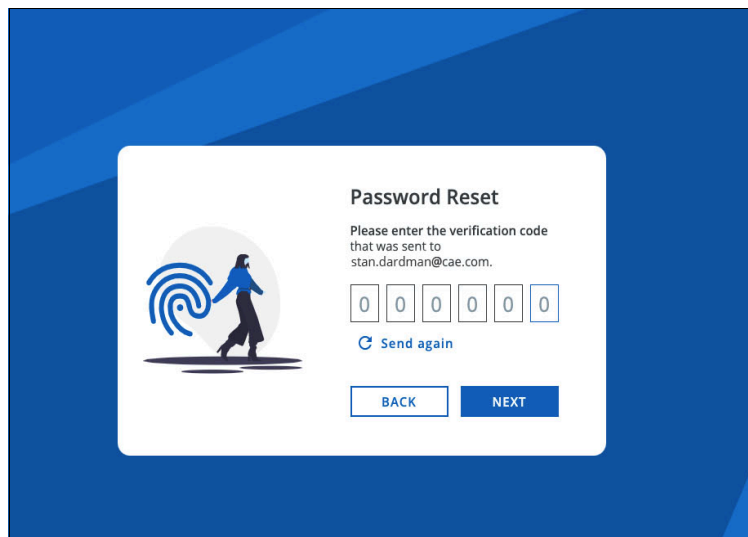 Password Reset
Please enter the verification code
that was sent to
stan.dardman@cae.com.
0 0 0 0 0 0
Send again
BACK NEXT